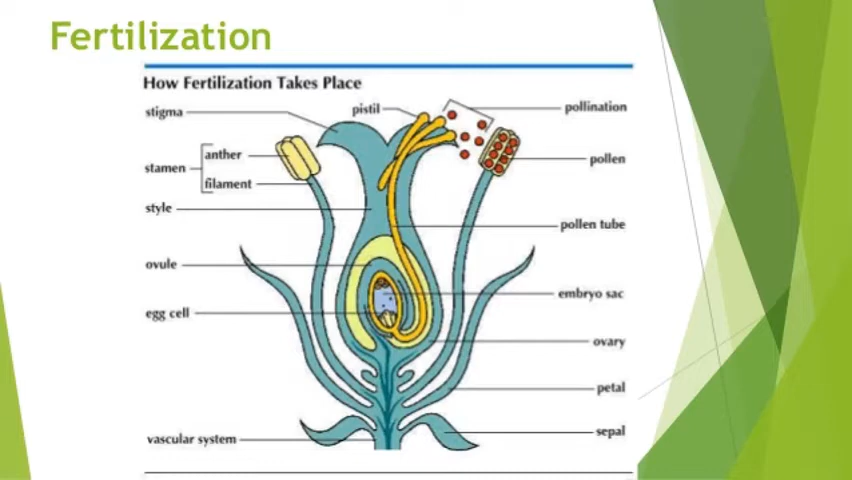 Fertilization
How Fertilization Takes Place
stigma
pistil
pollination
anther
stamen
pollen
filament
style
pollen tube
ovule
embryo sac
egg cell
ovary
petal
sepal
vascular system